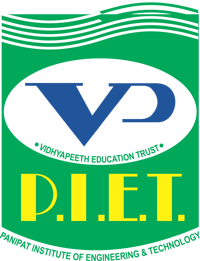 VP
• VIDHYAPEETH EDUCATION TRUST •
P.I.E.T.
PANIPAT INSTITUTE OF ENGINEERING & TECHNOLOGY